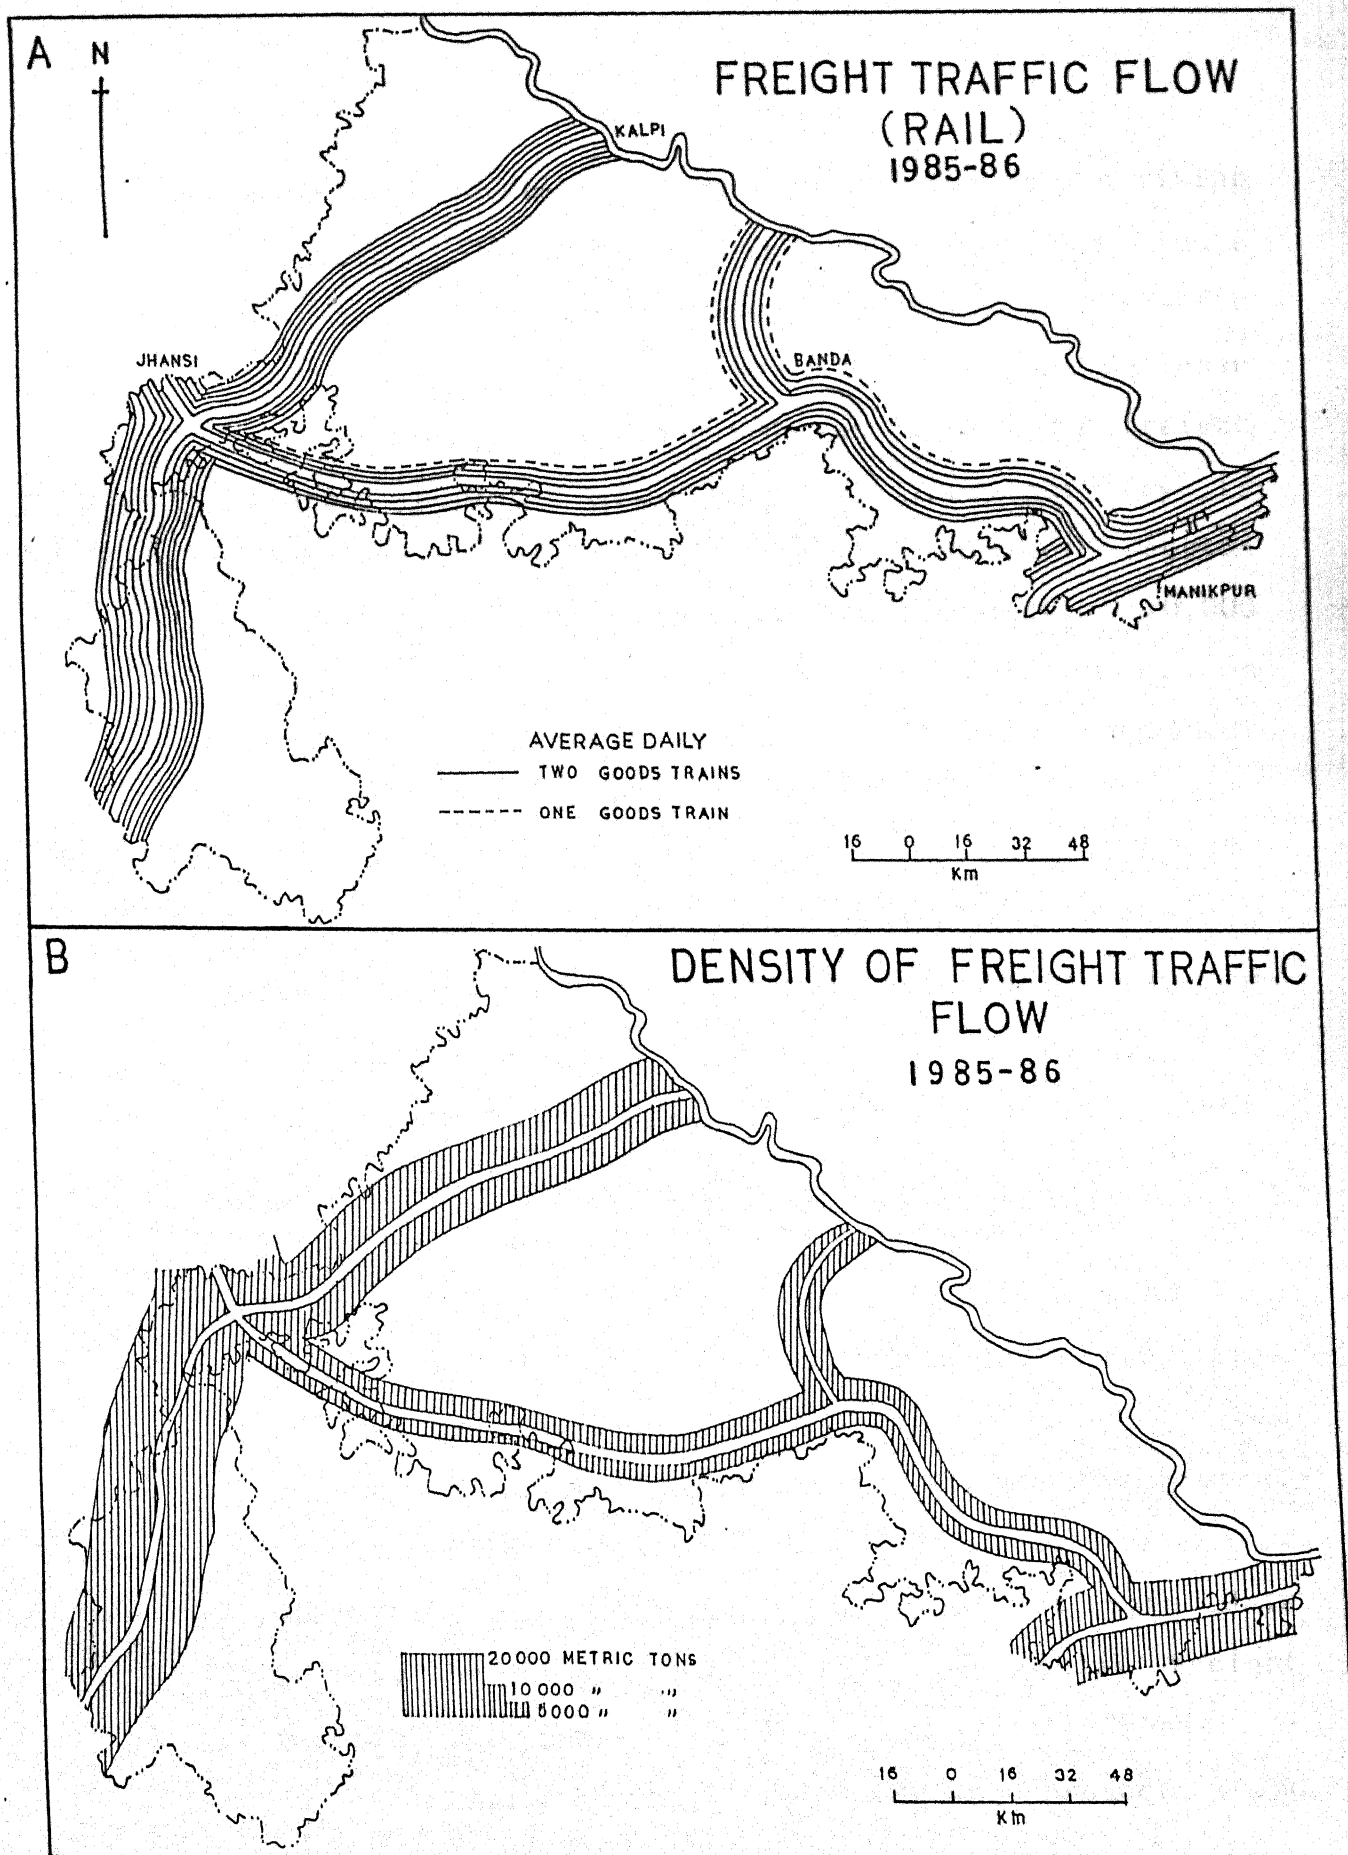 A
N
FREIGHT TRAFFIC FLOW
(RAIL)
1985-86
KALPI
JHANSI
BANDA
MANIKPUR
AVERAGE DAILY
TWO GOODS TRAINS
ONE GOODS TRAIN
16 0 16 32 48
Km
B
DENSITY OF FREIGHT TRAFFIC
FLOW
1985-86
20000 METRIC TONS
10 000 " "
5000 " "
16 0 16 32 48
Km